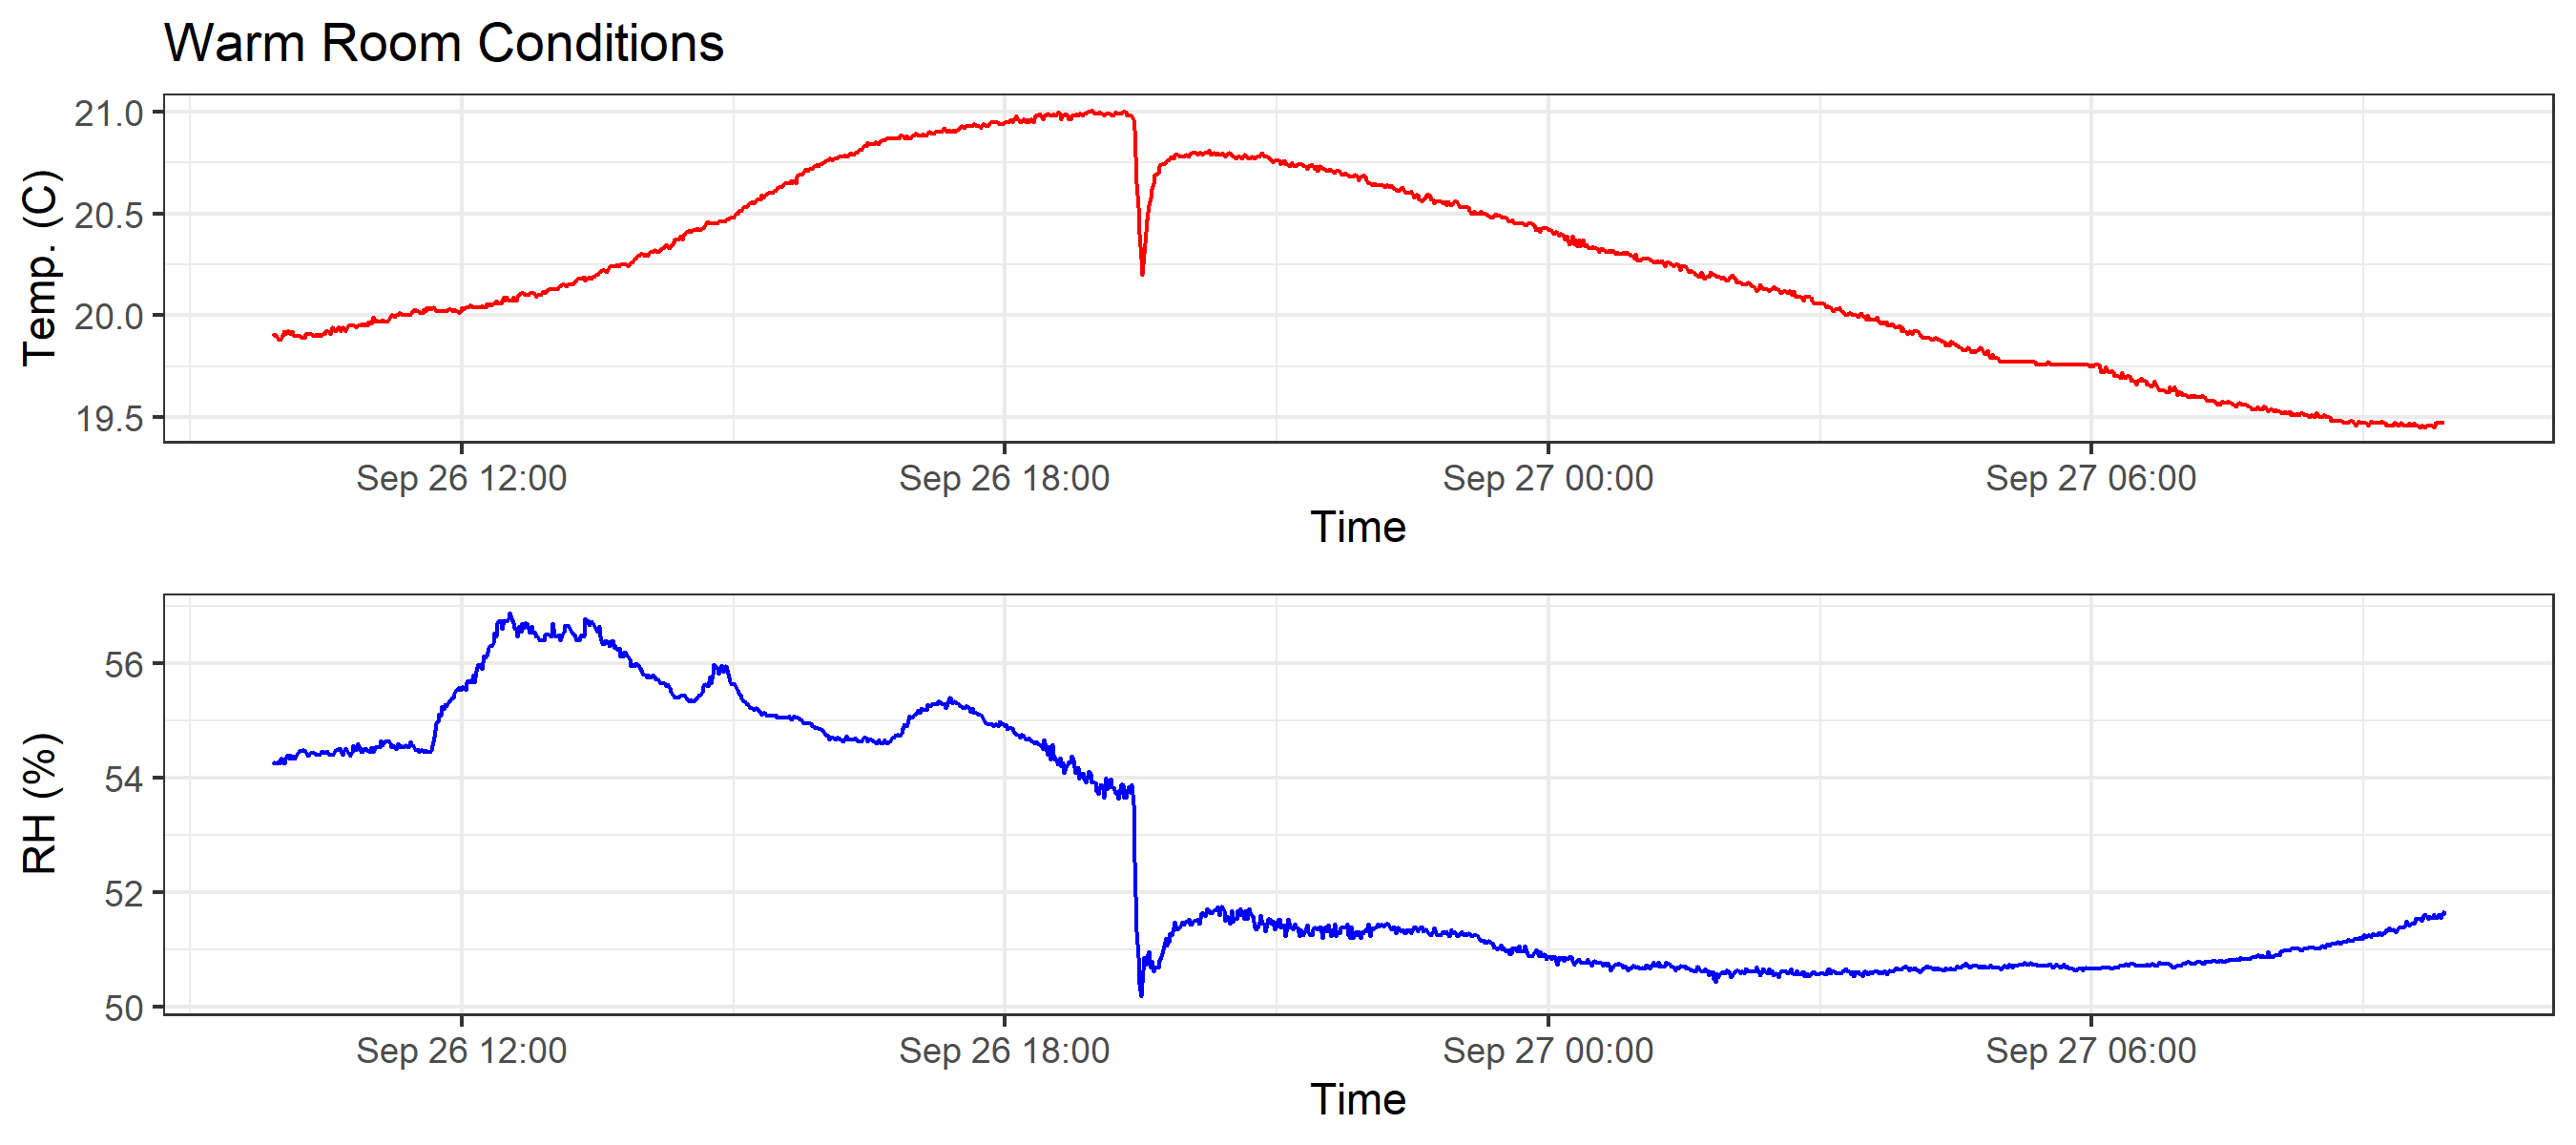 Warm Room Conditions
Temp. (C)
21.0
20.5
20.0
19.5
Sep 26 12:00 Sep 26 18:00 Sep 27 00:00 Sep 27 06:00
Time
RH (%)
56
54
52
50
Sep 26 12:00 Sep 26 18:00 Sep 27 00:00 Sep 27 06:00
Time